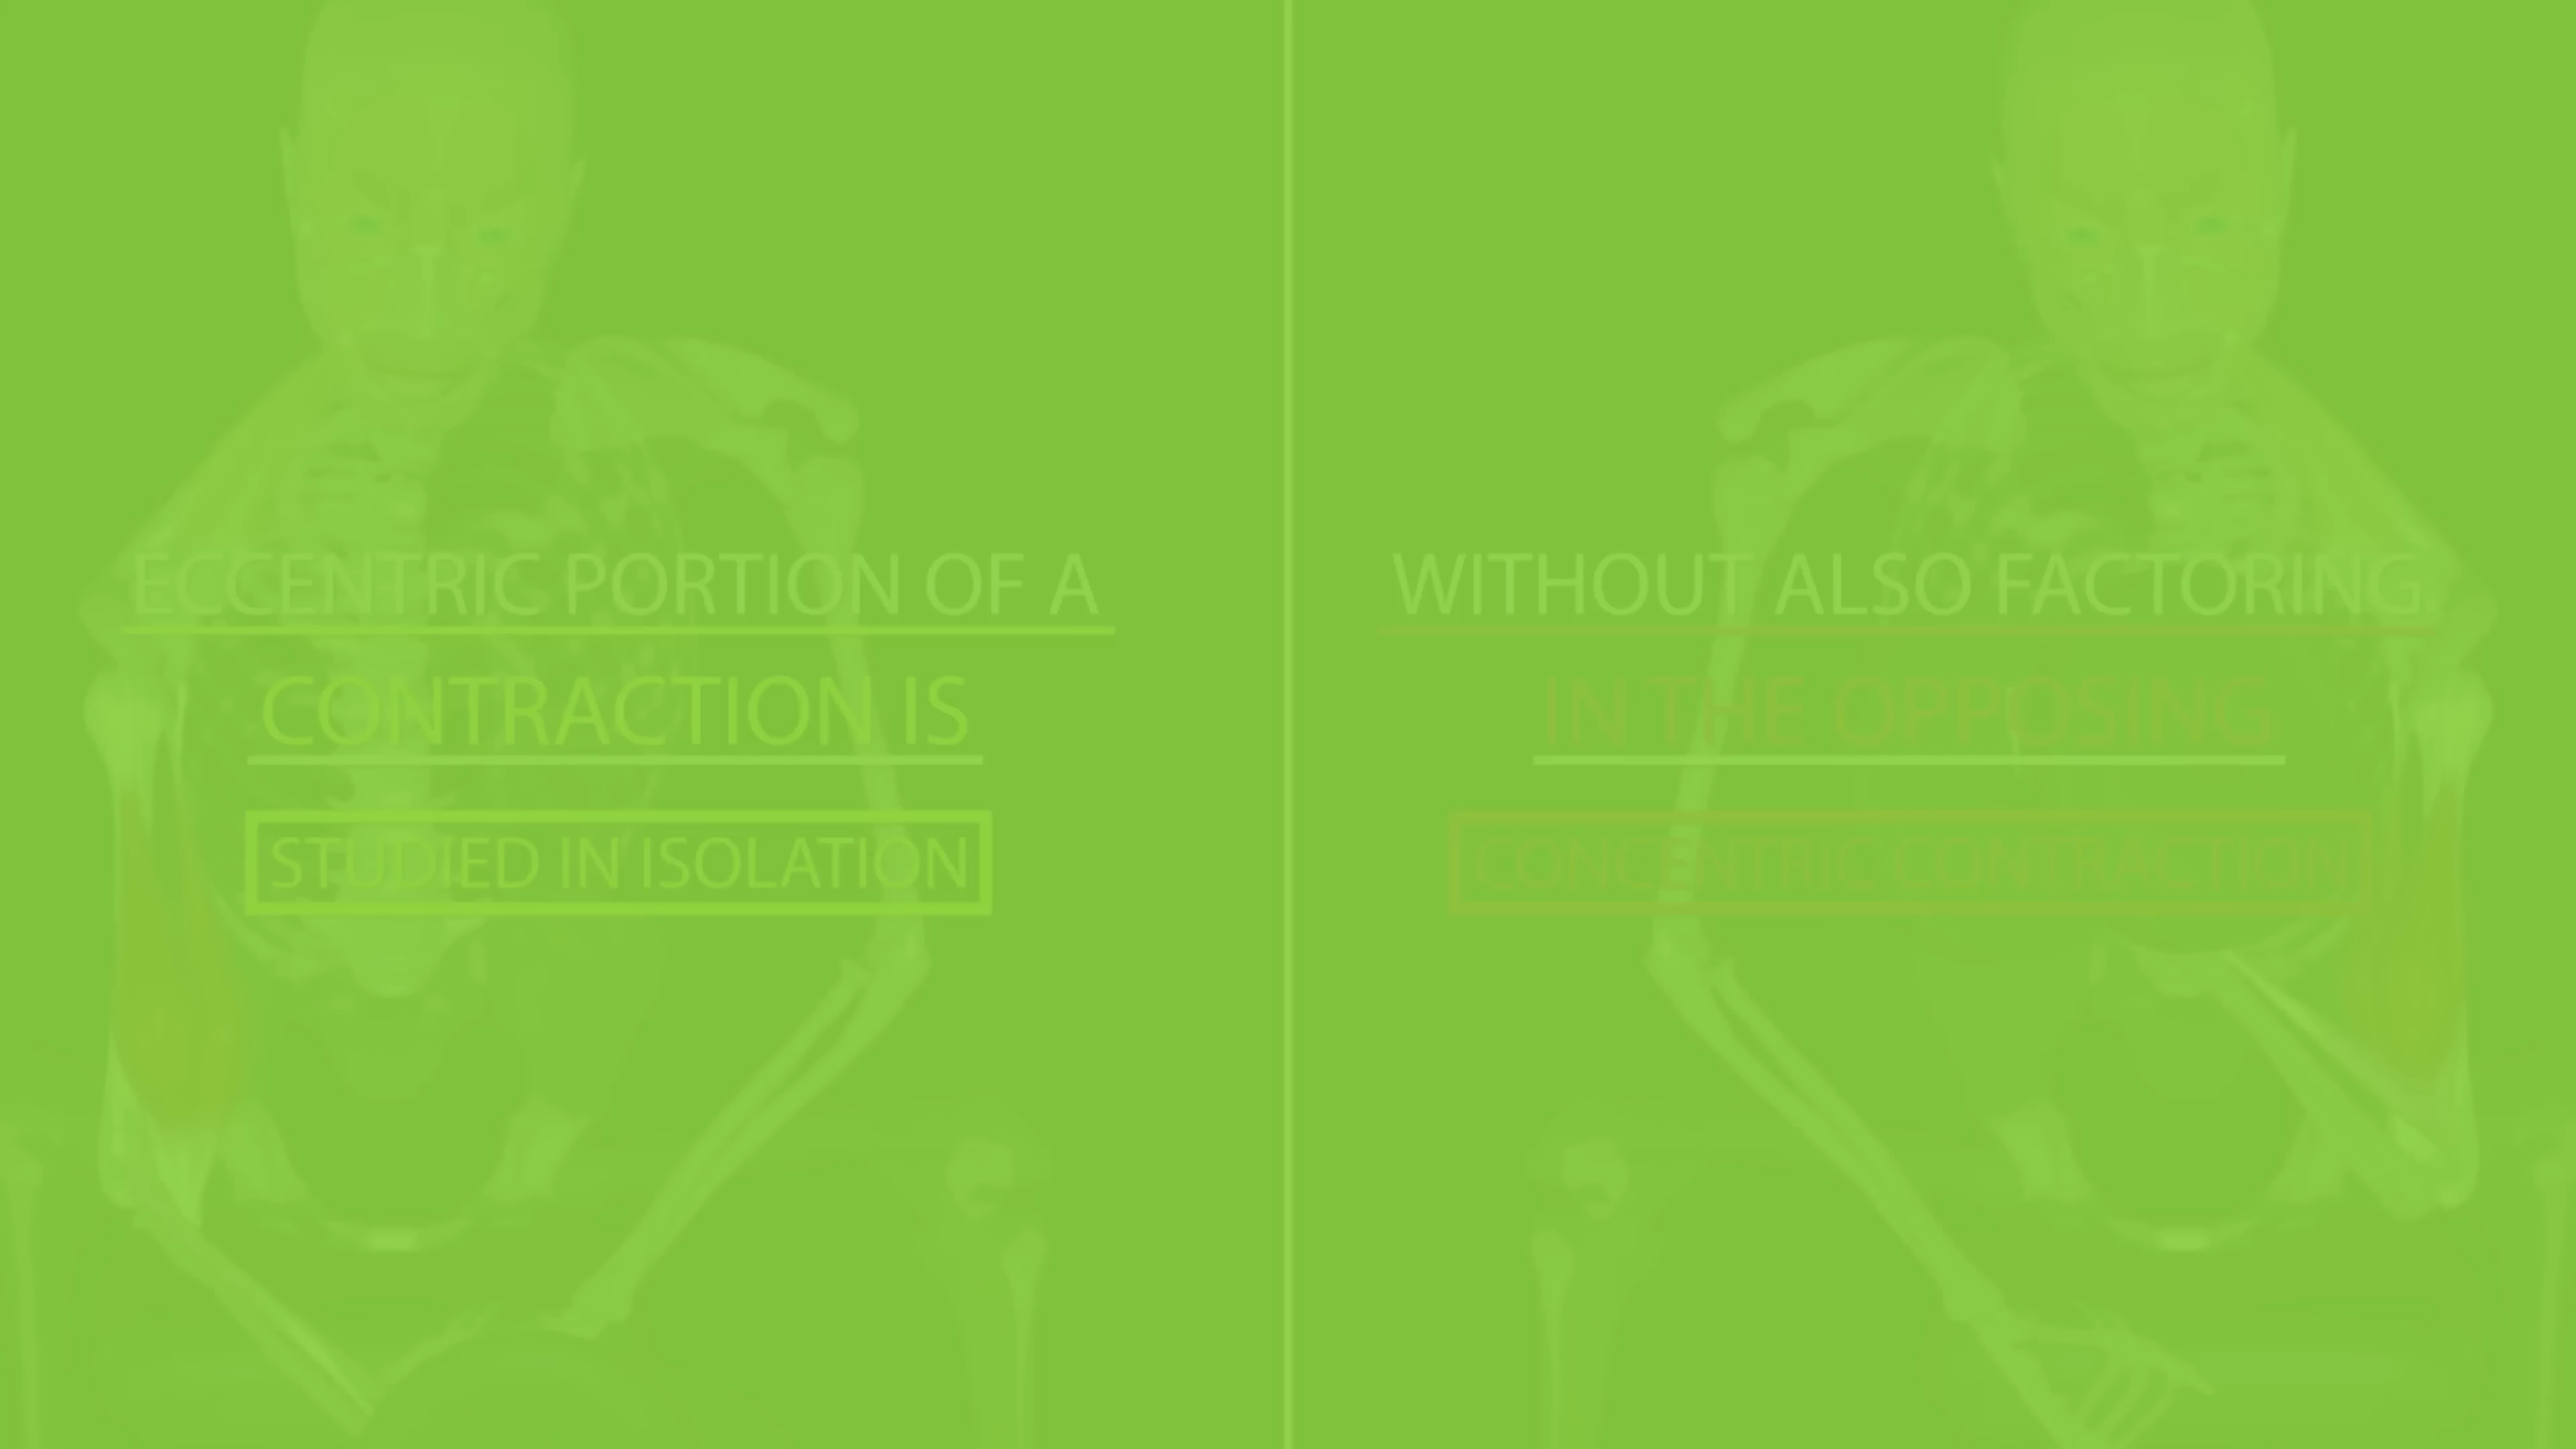 ECCENTRIC PORTION OF A
CONTRACTION IS
STUDIED IN ISOLATION
WITHOUT ALSO FACTORING
IN THE OPPOSING
CONCENTRIC CONTRACTION